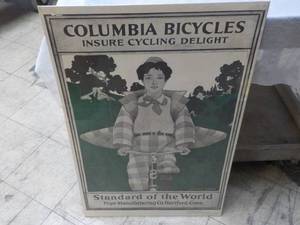 COLUMBIA BICYCLES
INSURE CYCLING DELIGHT
Standard of the World
Pope Manufacturing Co. Hartford, Conn.